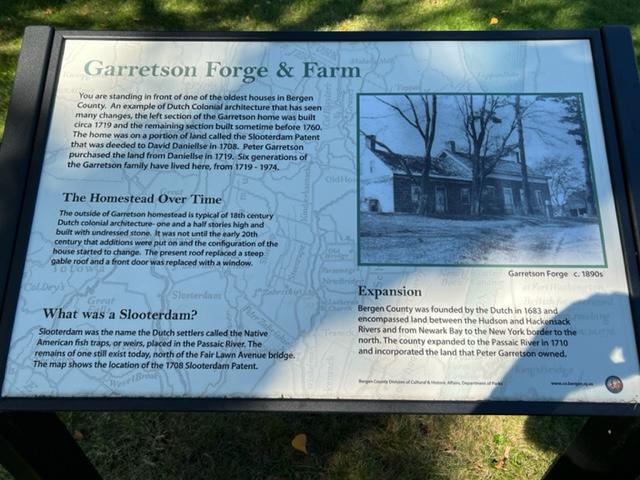 Garretson Forge & Farm
You are standing in front of one of the oldest houses in Bergen
County. An example of Dutch Colonial architecture that has seen
many changes, the left section of the Garretson home was built
circa 1719 and the remaining section built sometime before 1760.
The home was on a portion of land called the Slooterdam Patent
that was deeded to David Danielse in 1708. Peter Garretson
purchased the land from Daniellse in 1719. Six generations of
the Garretson family have lived here, from 1719 - 1974.
The Homestead Over Time
The outside of Garretson homestead is typical of 18th century
Dutch colonial architecture- one and a half stories high and
built with undressed stone. It was not until the early 20th
century that additions were put on and the configuration of the
house started to change. The present roof replaced a steep
gable roof and a front door was replaced with a window.
What was a Slooterdam?
Slooterdam was the name the Dutch settlers called the Native
American fish traps, or weirs, placed in the Passaic River. The
remains of one still exist today, north of the Fair Lawn Avenue bridge.
The map shows the location of the 1708 Slooterdam Patent.
Garretson Forge c. 1890s
Expansion
Bergen County was founded by the Dutch in 1683 and
encompassed land between the Hudson and Hackensack
Rivers and from Newark Bay to the New York border to the
north. The county expanded to the Passaic River in 1710
and incorporated the land that Peter Garretson owned.
Bergen County Division of Cultural & Historic Affairs, Department of Parks
www.co.bergen.nj.us
Slooterdam
Great
Falls